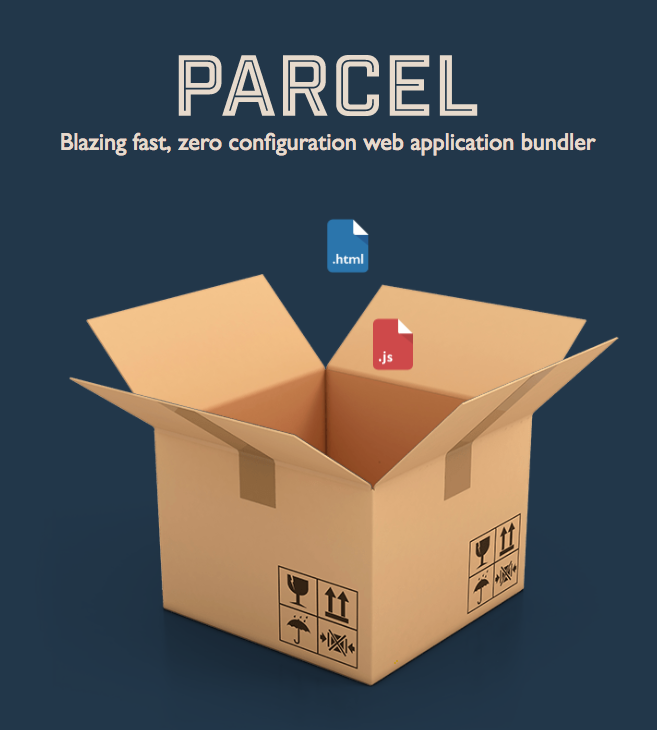 PARCEL
Blazing fast, zero configuration web application bundler
.html
.js